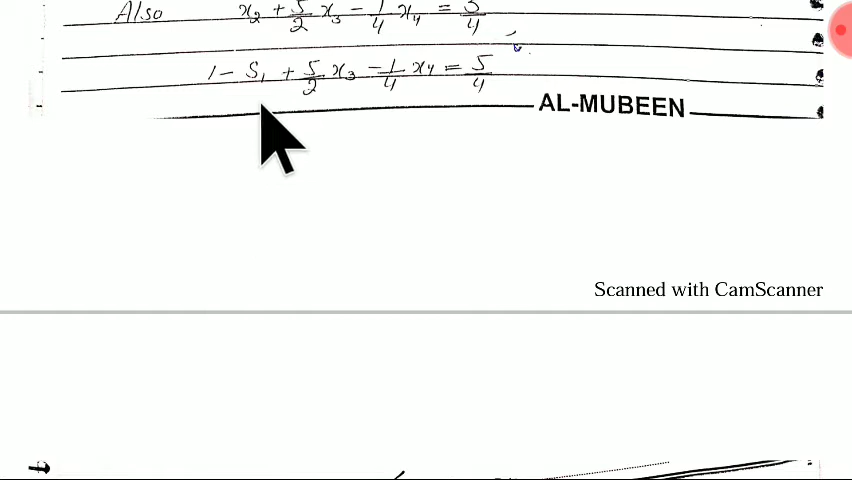 Also x₂ + 5/2 x₃ - 1/4 x₄ = 5/4
1 - S₁ + 5/2 x₃ - 1/4 x₄ = 5/4
AL-MUBEEN
Scanned with CamScanner